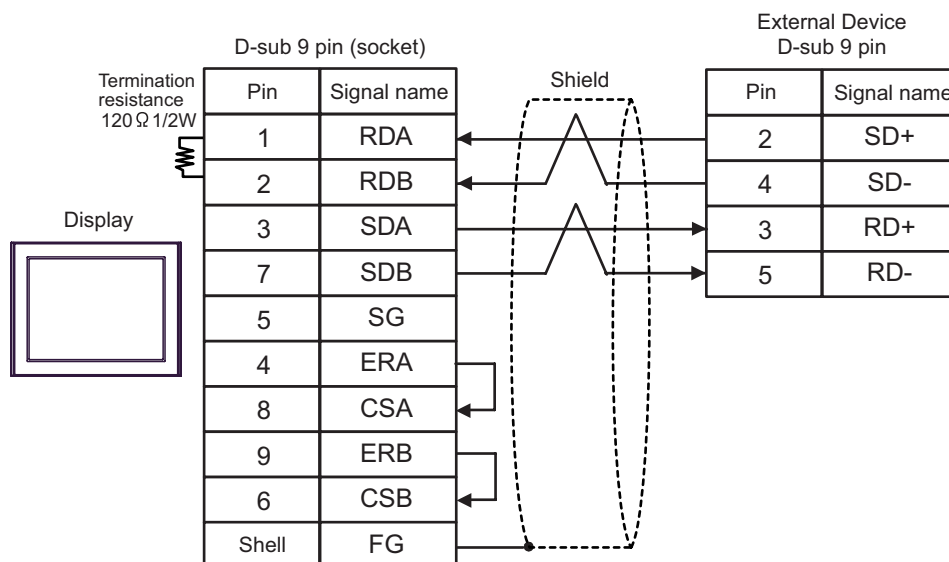 External Device
D-sub 9 pin (socket)
D-sub 9 pin
Termination
resistance
120Ω 1/2W
Shield
Pin Signal name
Pin Signal name
1 RDA
2 SD+
2 RDB
4 SD-
Display
3 SDA
3 RD+
7 SDB
5 RD-
5 SG
4 ERA
8 CSA
9 ERB
6 CSB
Shell FG